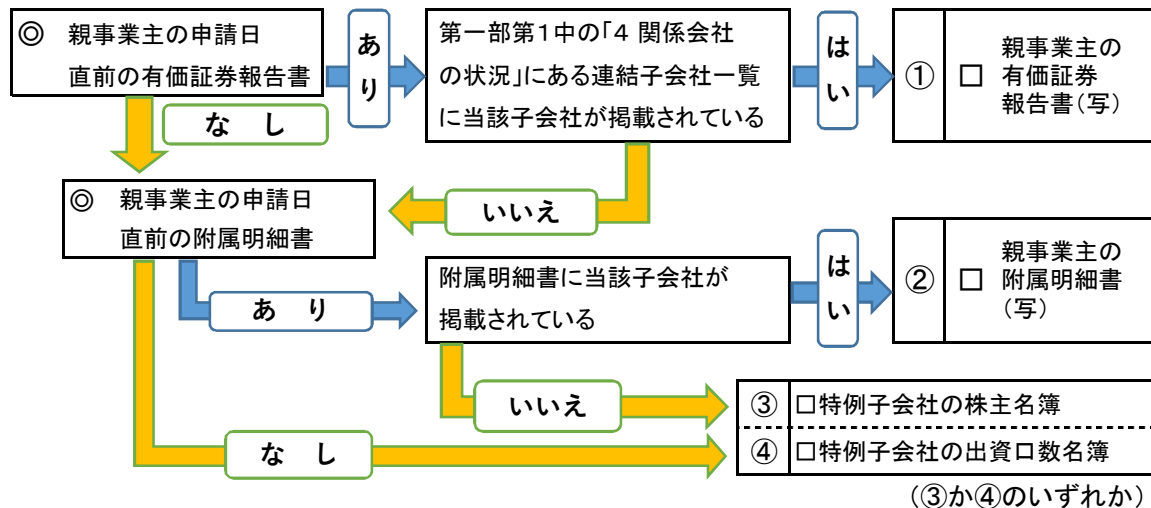 ◎ 親事業主の申請日
直前の有価証券報告書
あり
第一部第1中の「4 関係会社
の状況」にある連結子会社一覧
に当該子会社が掲載されている
はい
① □ 親事業主の
有価証券
報告書(写)
なし
◎ 親事業主の申請日
直前の附属明細書
いいえ
あり
附属明細書に当該子会社が
掲載されている
はい
② □ 親事業主の
附属明細書
(写)
いいえ
③ □特例子会社の株主名簿
なし
④ □特例子会社の出資口数名簿
(③か④のいずれか)